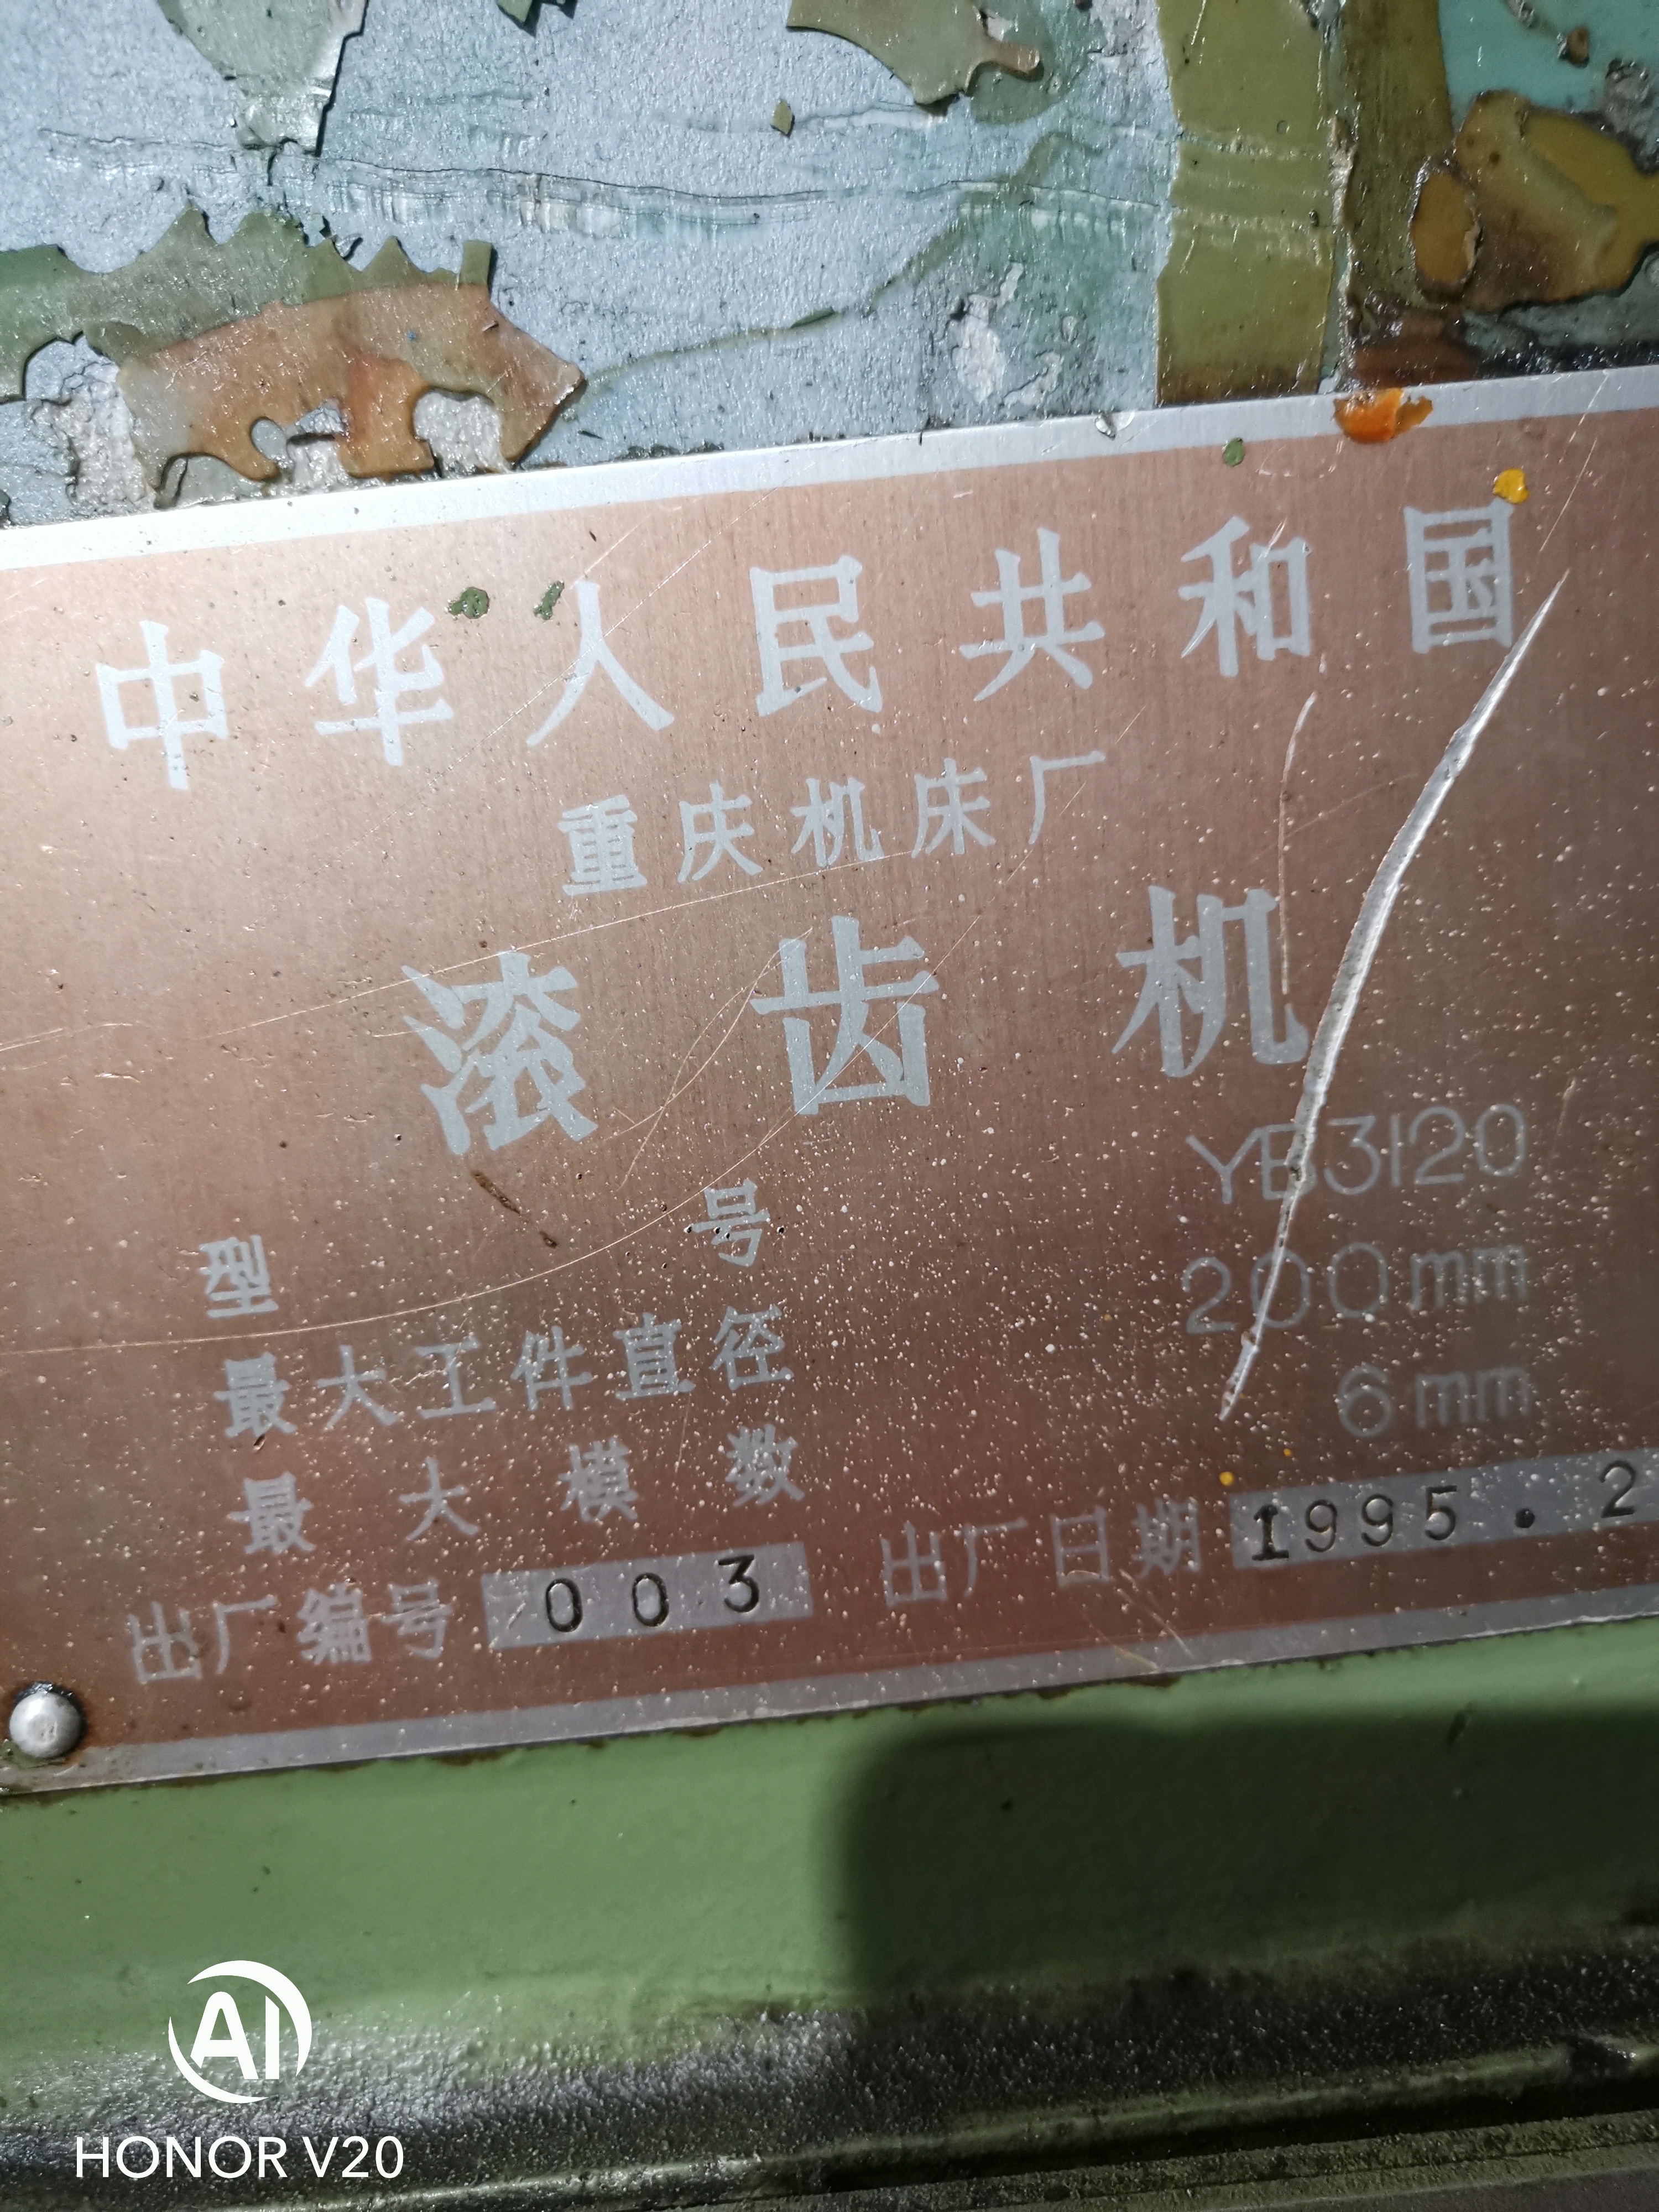 中华人民共和国
重庆机床厂
滚齿机
型号 YB3120
最大工件直径 200mm
最大模数 6mm
出厂编号 003 出厂日期 1995.2
AI
HONOR V20